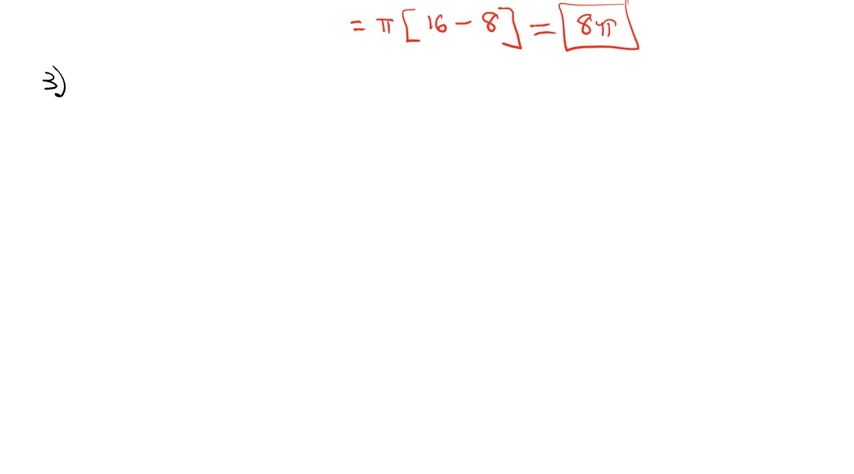 = π [ 16 - 8 ] = 8π
3)